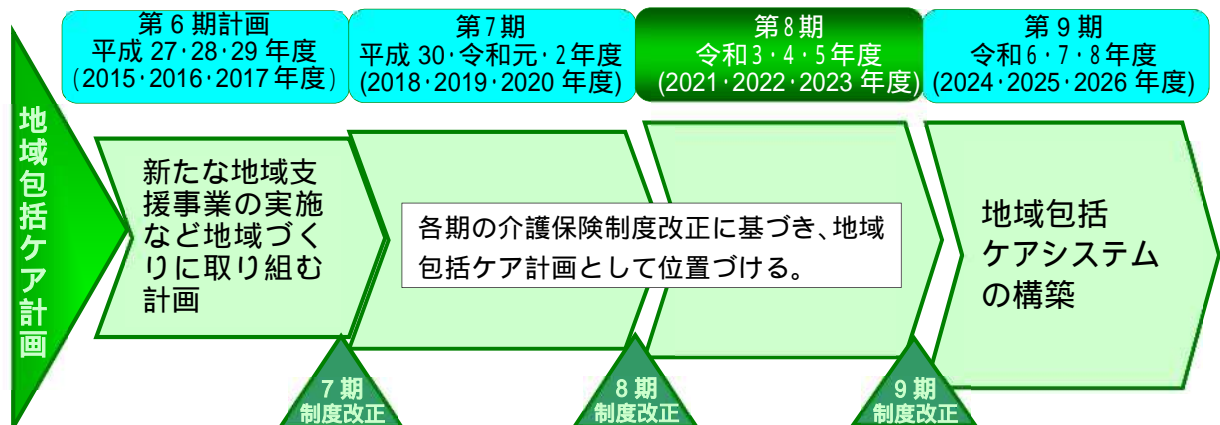 第6期計画
平成 27・28・29 年度
(2015・2016・2017 年度)
第7期
平成 30・令和元・2年度
(2018・2019・2020 年度)
第8期
令和3・4・5年度
(2021・2022・2023 年度)
第9期
令和6・7・8年度
(2024・2025・2026 年度)
地域包括ケア計画
新たな地域支
援事業の実施
など地域づく
りに取り組む
計画
各期の介護保険制度改正に基づき、地域
包括ケア計画として位置づける。
地域包括
ケアシステム
の構築
7期
制度改正
8期
制度改正
9期
制度改正